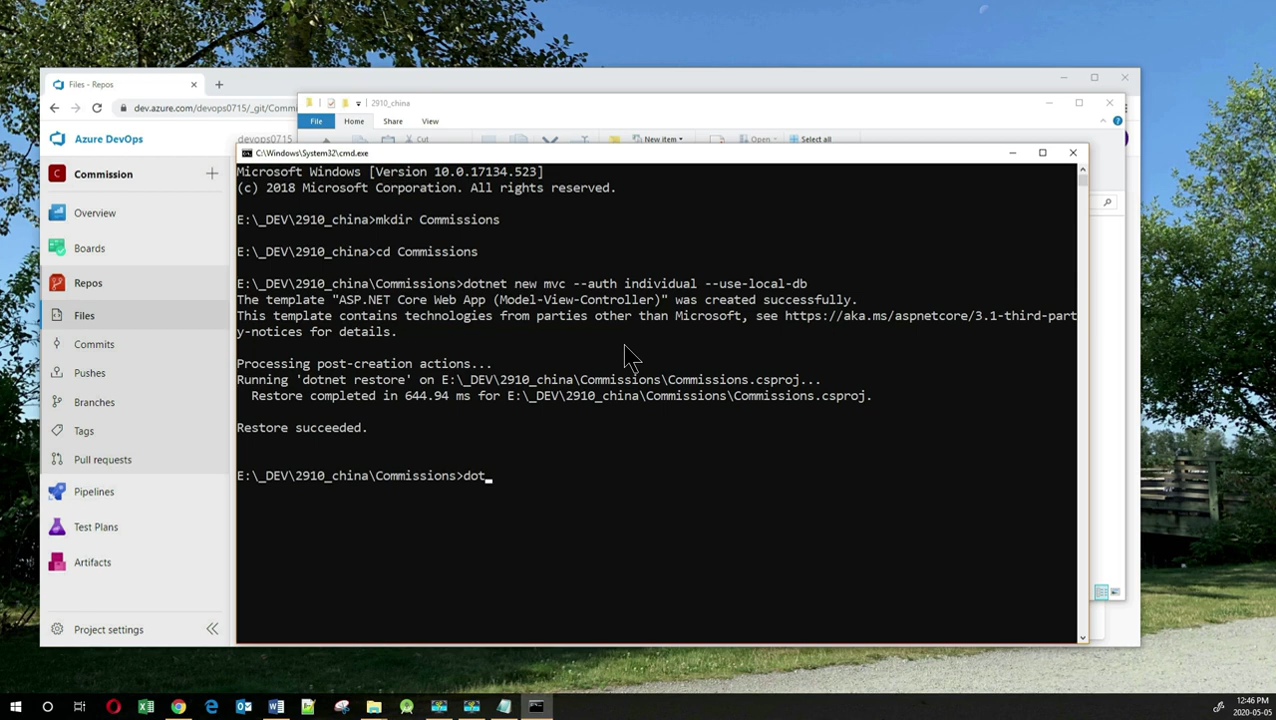 Files - Repos
dev.azure.com/devops0715/_git/Commi
2910_china
File Home Share View
Cut
New item
Open
Select all
Azure DevOps
devops0715
C Commission
Overview
Boards
Repos
Files
Commits
Pushes
Branches
Tags
Pull requests
Pipelines
Test Plans
Artifacts
Project settings
C:\Windows\System32\cmd.exe
Microsoft Windows [Version 10.0.17134.523]
(c) 2018 Microsoft Corporation. All rights reserved.
E:\_DEV\2910_china>mkdir Commissions
E:\_DEV\2910_china>cd Commissions
E:\_DEV\2910_china\Commissions>dotnet new mvc --auth individual --use-local-db
The template "ASP.NET Core Web App (Model-View-Controller)" was created successfully.
This template contains technologies from parties other than Microsoft, see https://aka.ms/aspnetcore/3.1-third-part
y-notices for details.
Processing post-creation actions...
Running 'dotnet restore' on E:\_DEV\2910_china\Commissions\Commissions.csproj...
Restore completed in 644.94 ms for E:\_DEV\2910_china\Commissions\Commissions.csproj.
Restore succeeded.
E:\_DEV\2910_china\Commissions>dot
12:46 PM
2020-05-05